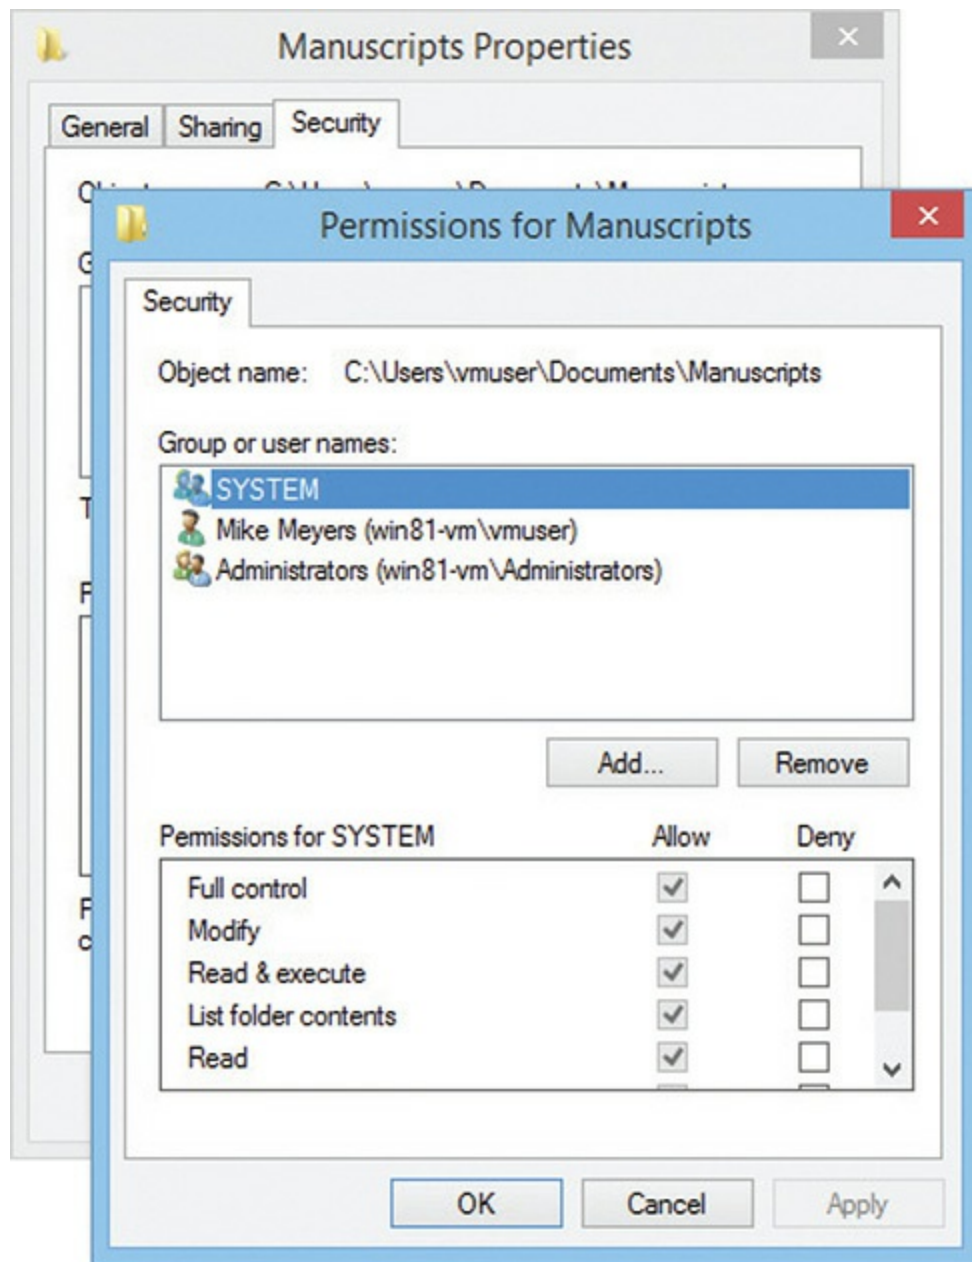 Manuscripts Properties
General Sharing Security
Permissions for Manuscripts
Security
Object name: C:\Users\vmuser\Documents\Manuscripts
Group or user names:
SYSTEM
Mike Meyers (win81-vm\vmuser)
Administrators (win81-vm\Administrators)
Add... Remove
Permissions for SYSTEM Allow Deny
Full control
Modify
Read & execute
List folder contents
Read
OK Cancel Apply